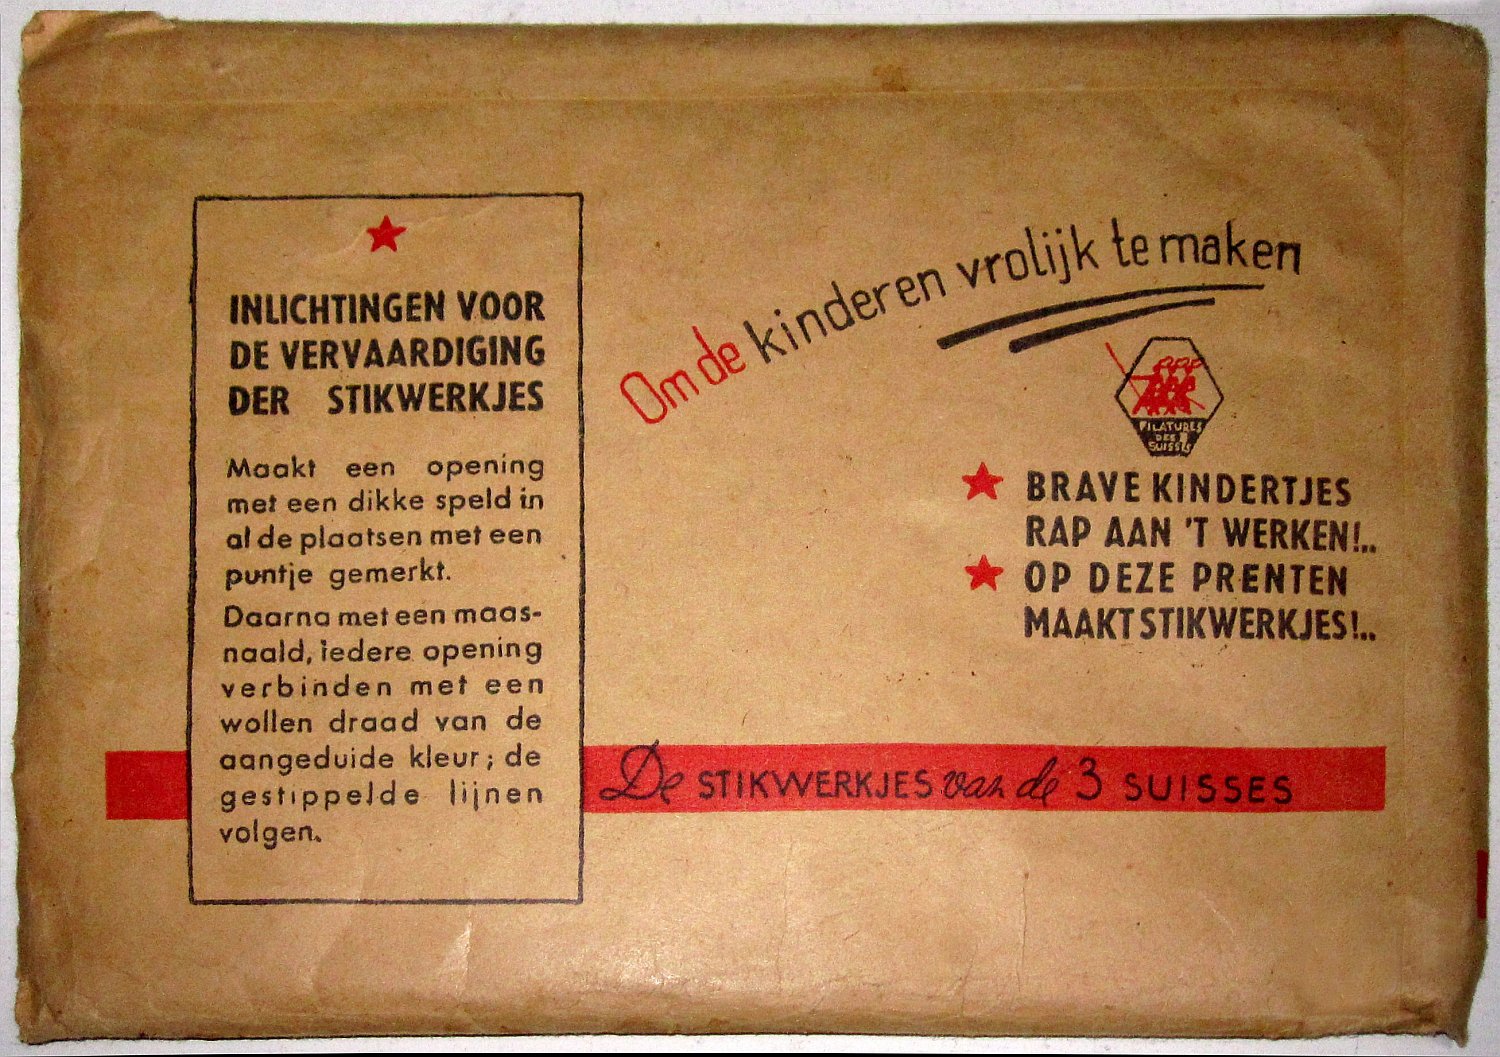 INLICHTINGEN VOOR
DE VERVAARDIGING
DER STIKWERKJES
Maakt een opening
met een dikke speld in
al de plaatsen met een
puntje gemerkt.
Daarna met een maas-
naald, iedere opening
verbinden met een
wollen draad van de
aangeduide kleur; de
gestippelde lijnen
volgen.
Om de kinderen vrolijk te maken
FILATURES
DES 3
SUISSES
BRAVE KINDERTJES
RAP AAN 'T WERKEN!..
OP DEZE PRENTEN
MAAKT STIKWERKJES!..
De STIKWERKJES van de 3 SUISSES